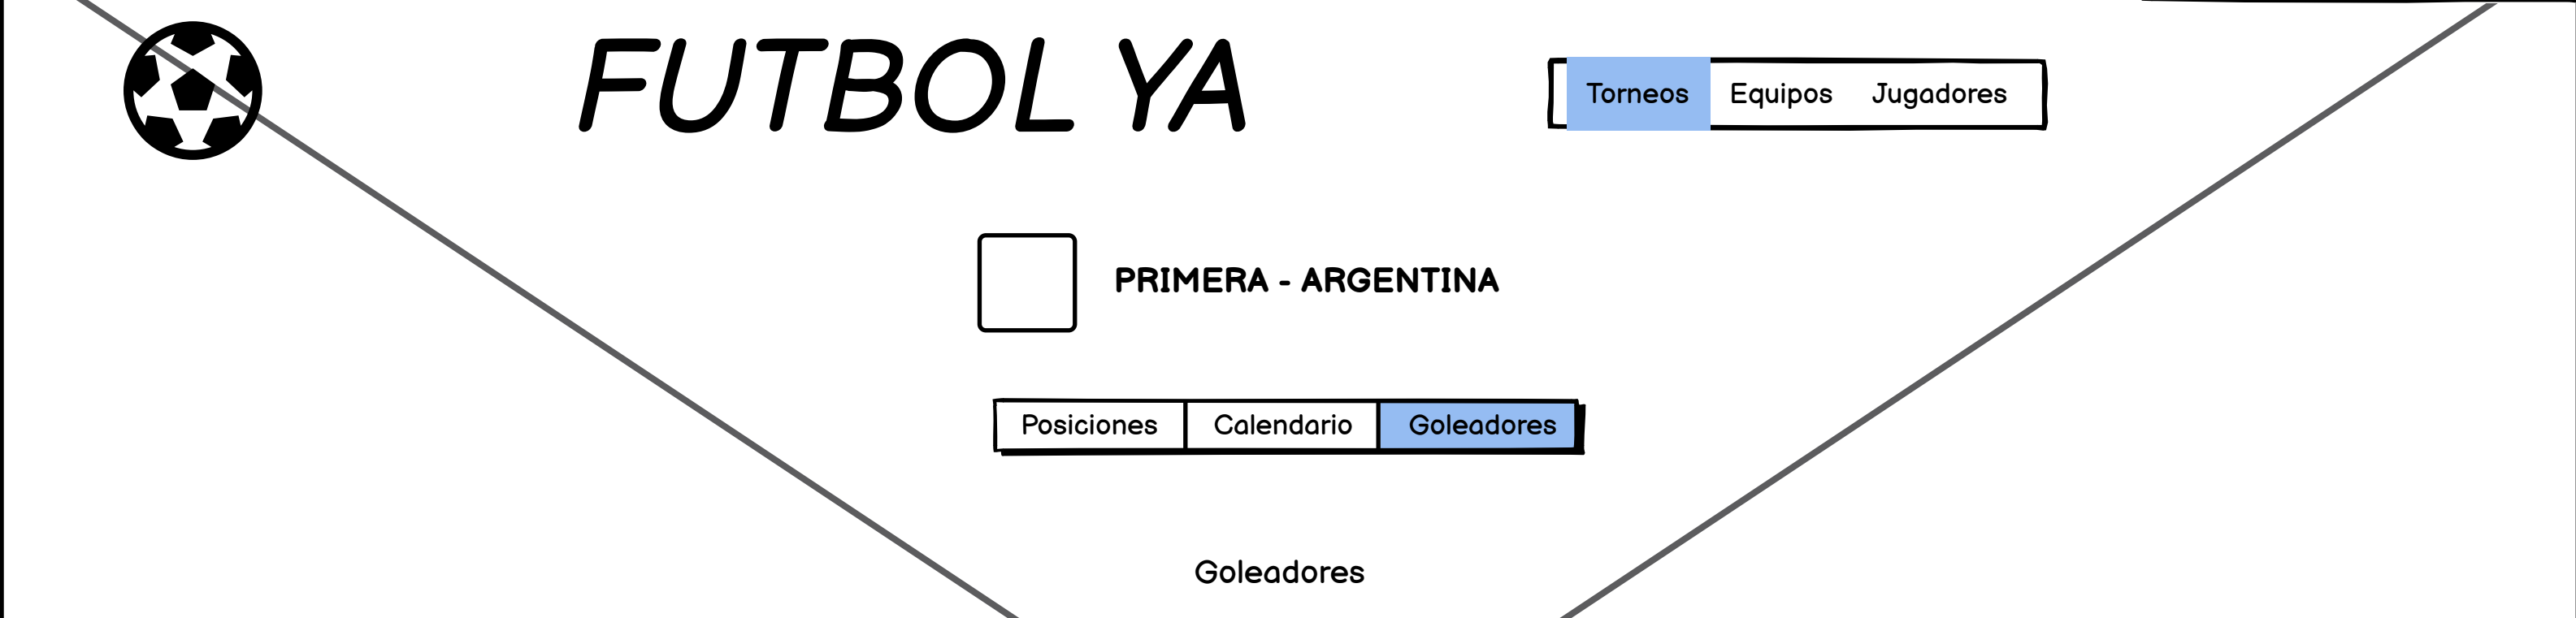 FUTBOL YA
Torneos Equipos Jugadores
PRIMERA - ARGENTINA
Posiciones Calendario Goleadores
Goleadores